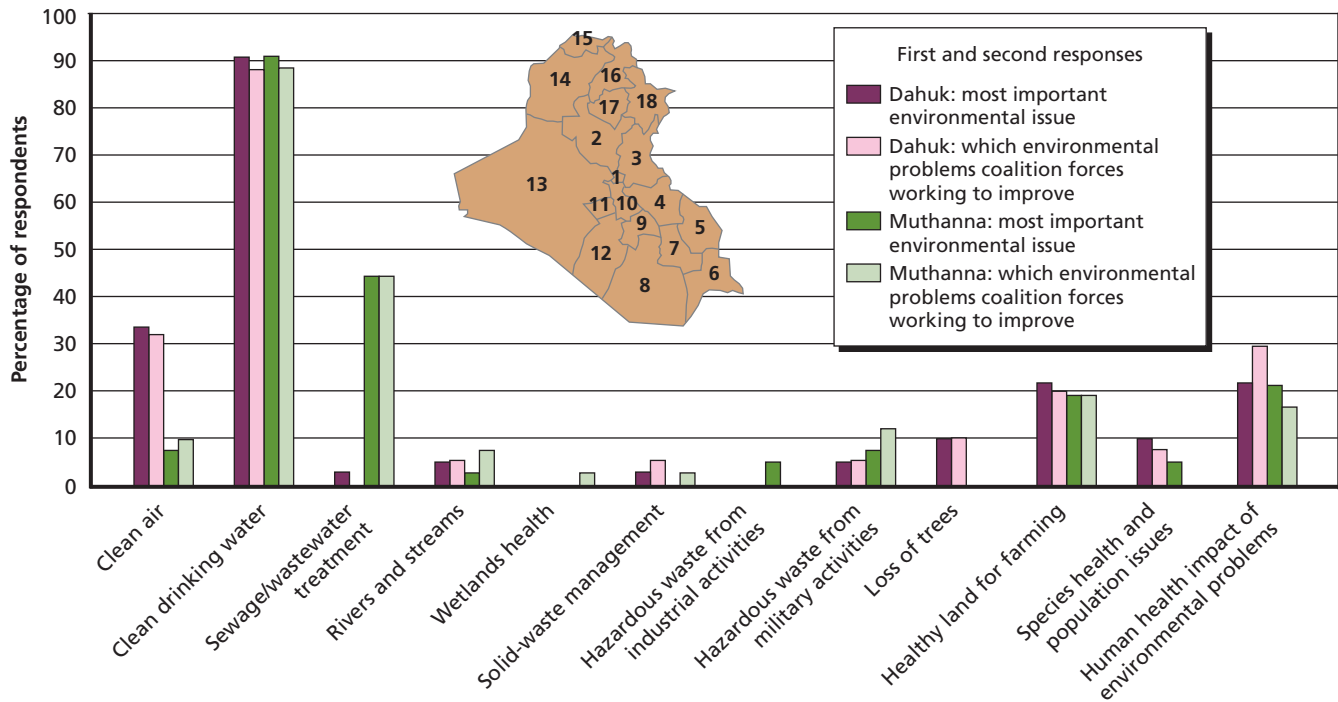 Percentage of respondents
100
90
80
70
60
50
40
30
20
10
0
15
14
16
18
17
2
3
1
13
4
11
10
5
9
7
12
6
8
First and second responses
Dahuk: most important
environmental issue
Dahuk: which environmental
problems coalition forces
working to improve
Muthanna: most important
environmental issue
Muthanna: which environmental
problems coalition forces
working to improve
Clean air
Clean drinking water
Sewage/wastewater
treatment
Rivers and streams
Wetlands health
Solid-waste management
Hazardous waste from
industrial activities
Hazardous waste from
military activities
Loss of trees
Healthy land for farming
Species health and
population issues
Human health impact of
environmental problems